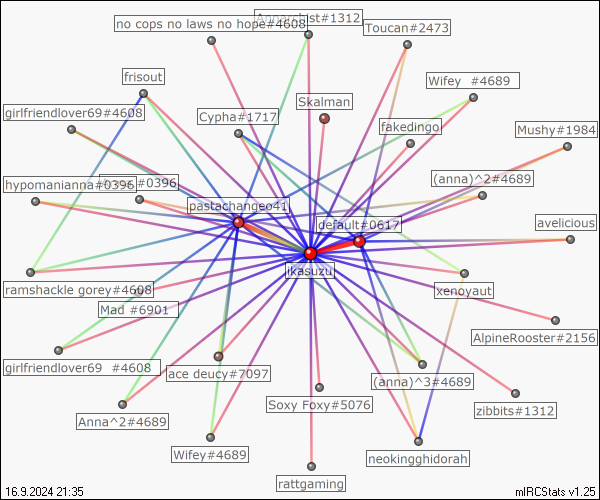 no cops no laws no hope#4608
Anparchist#1312
Toucan#2473
frisout
Wifey #4689
Skalman
girlfriendlover69#4608
Cypha#1717
fakedingo
Mushy#1984
hypomanianna#0396
#0396
(anna)^2#4689
pastachangeo41
default#0617
avelicious
ikasuzu
ramshackle gorey#4608
xenoyaut
Mad #6901
AlpineRooster#2156
girlfriendlover69 #4608
ace deucy#7097
(anna)^3#4689
Soxy Foxy#5076
zibbits#1312
Anna^2#4689
Wifey#4689
neokingghidorah
rattgaming
16.9.2024 21:35
mIRCStats v1.25